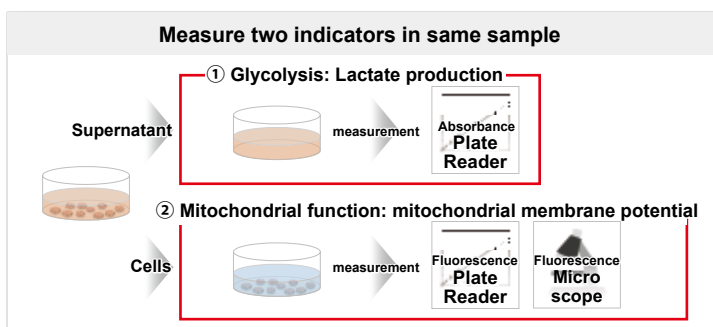 Measure two indicators in same sample
① Glycolysis: Lactate production
Supernatant
measurement
Absorbance
Plate
Reader
② Mitochondrial function: mitochondrial membrane potential
Cells
measurement
Fluorescence
Plate
Reader
Fluorescence
Micro
scope